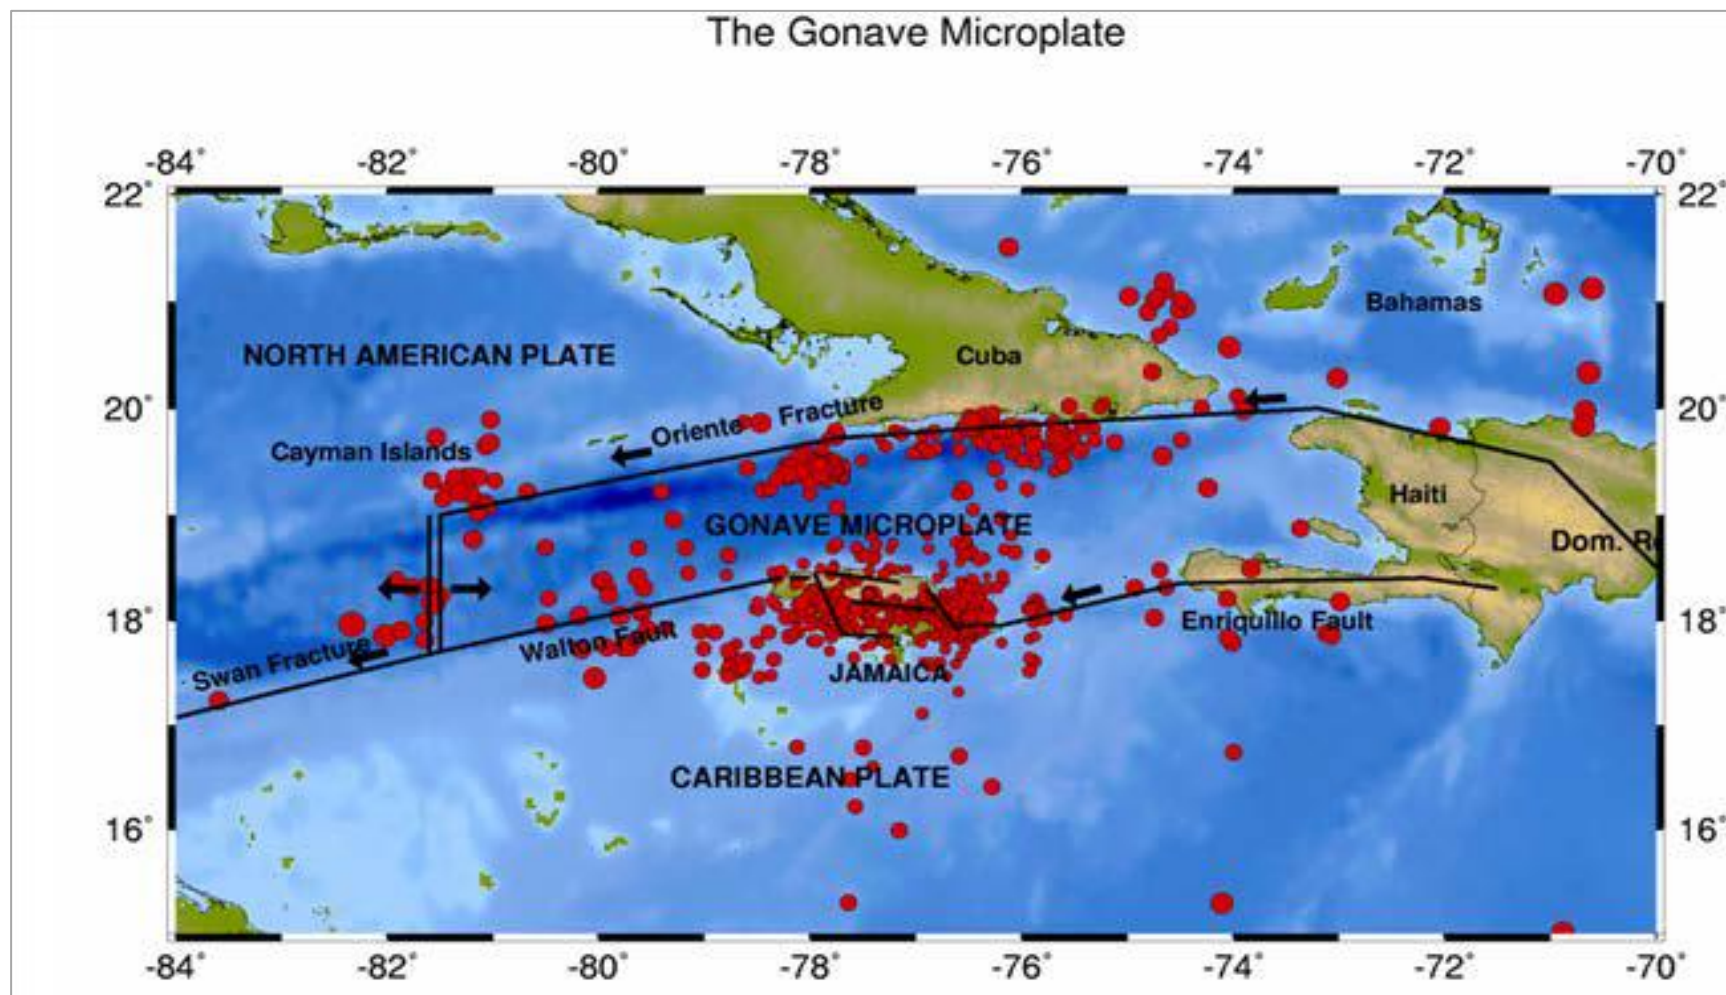 The Gonave Microplate
-84° -82° -80° -78° -76° -74° -72° -70°
22° 22°
Bahamas
NORTH AMERICAN PLATE
Cuba
20° 20°
Oriente Fracture
Cayman Islands
Haiti
GONAVE MICROPLATE
Dom. R
18° 18°
Enriquillo Fault
Walton Fault
Swan Fracture
JAMAICA
CARIBBEAN PLATE
16° 16°
-84° -82° -80° -78° -76° -74° -72° -70°